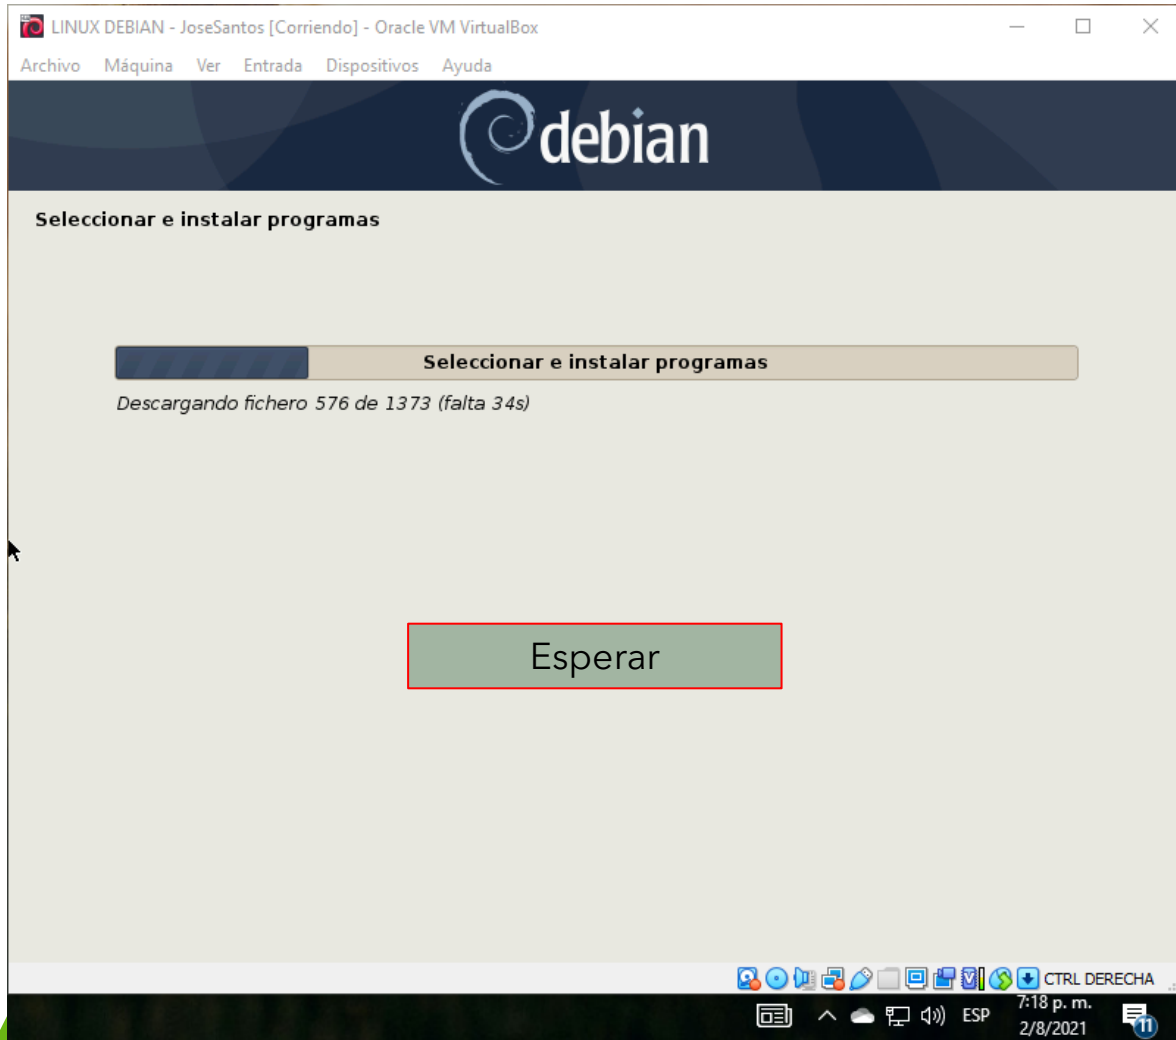 LINUX DEBIAN - JoseSantos [Corriendo] - Oracle VM VirtualBox
Archivo Máquina Ver Entrada Dispositivos Ayuda
debian
Seleccionar e instalar programas
Seleccionar e instalar programas
Descargando fichero 576 de 1373 (falta 34s)
Esperar
CTRL DERECHA
ESP
7:18 p. m.
2/8/2021
11